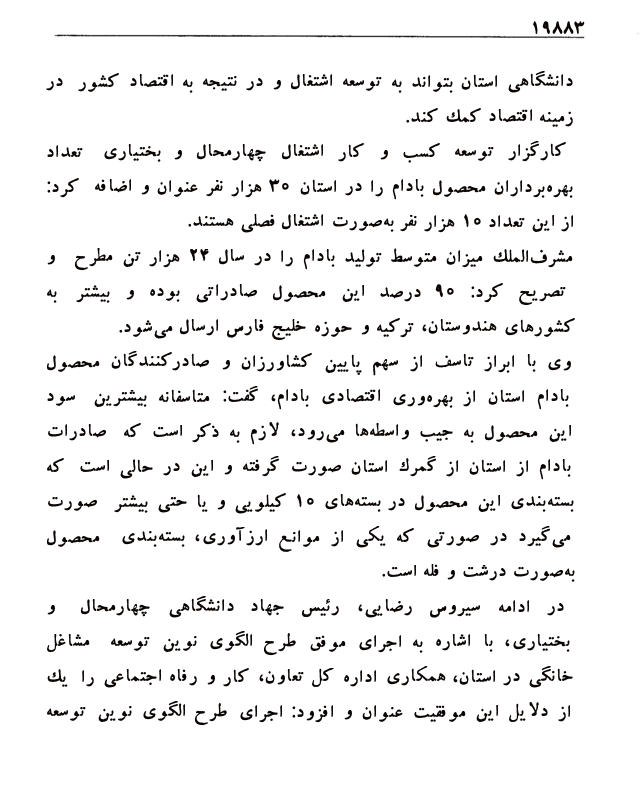 ۱۹۸۸۳
دانشگاهی استان بتواند به توسعه اشتغال و در نتیجه به اقتصاد کشور در
زمینه اقتصاد کمك کند.
کارگزار توسعه کسب و کار اشتغال چهارمحال و بختیاری تعداد
بهره‌برداران محصول بادام را در استان ۳۰ هزار نفر عنوان و اضافه کرد:
از این تعداد ۱۰ هزار نفر به‌صورت اشتغال فصلی هستند.
مشرف‌الملك میزان متوسط تولید بادام را در سال ۲۴ هزار تن مطرح و
تصریح کرد: ۹۰ درصد این محصول صادراتی بوده و بیشتر به
کشورهای هندوستان، ترکیه و حوزه خلیج فارس ارسال می‌شود.
وی با ابراز تاسف از سهم پایین کشاورزان و صادرکنندگان محصول
بادام استان از بهره‌وری اقتصادی بادام، گفت: متاسفانه بیشترین سود
این محصول به جیب واسطه‌ها می‌رود، لازم به ذکر است که صادرات
بادام از استان از گمرك استان صورت گرفته و این در حالی است که
بسته‌بندی این محصول در بسته‌های ۱۰ کیلویی و یا حتی بیشتر صورت
می‌گیرد در صورتی که یکی از موانع ارزآوری، بسته‌بندی محصول
به‌صورت درشت و فله است.
در ادامه سیروس رضایی، رئیس جهاد دانشگاهی چهارمحال و
بختیاری، با اشاره به اجرای موفق طرح الگوی نوین توسعه مشاغل
خانگی در استان، همکاری اداره کل تعاون، کار و رفاه اجتماعی را یك
از دلایل این موفقیت عنوان و افزود: اجرای طرح الگوی نوین توسعه